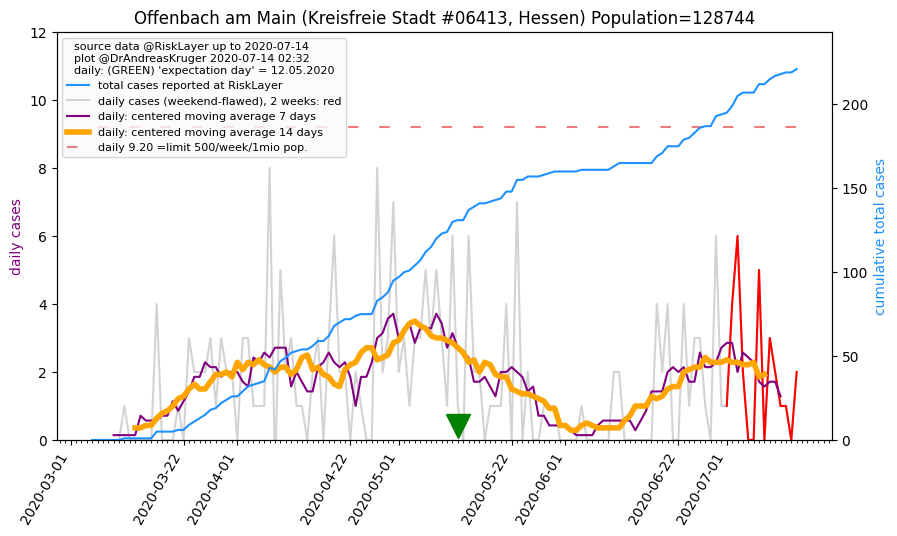 Offenbach am Main (Kreisfreie Stadt #06413, Hessen) Population=128744
source data @RiskLayer up to 2020-07-14
plot @DrAndreasKruger 2020-07-14 02:32
daily: (GREEN) 'expectation day' = 12.05.2020
total cases reported at RiskLayer
daily cases (weekend-flawed), 2 weeks: red
daily: centered moving average 7 days
daily: centered moving average 14 days
daily 9.20 =limit 500/week/1mio pop.
daily cases
12
10
8
6
4
2
0
cumulative total cases
200
150
100
50
0
2020-03-01
2020-03-22
2020-04-01
2020-04-22
2020-05-01
2020-05-22
2020-06-01
2020-06-22
2020-07-01